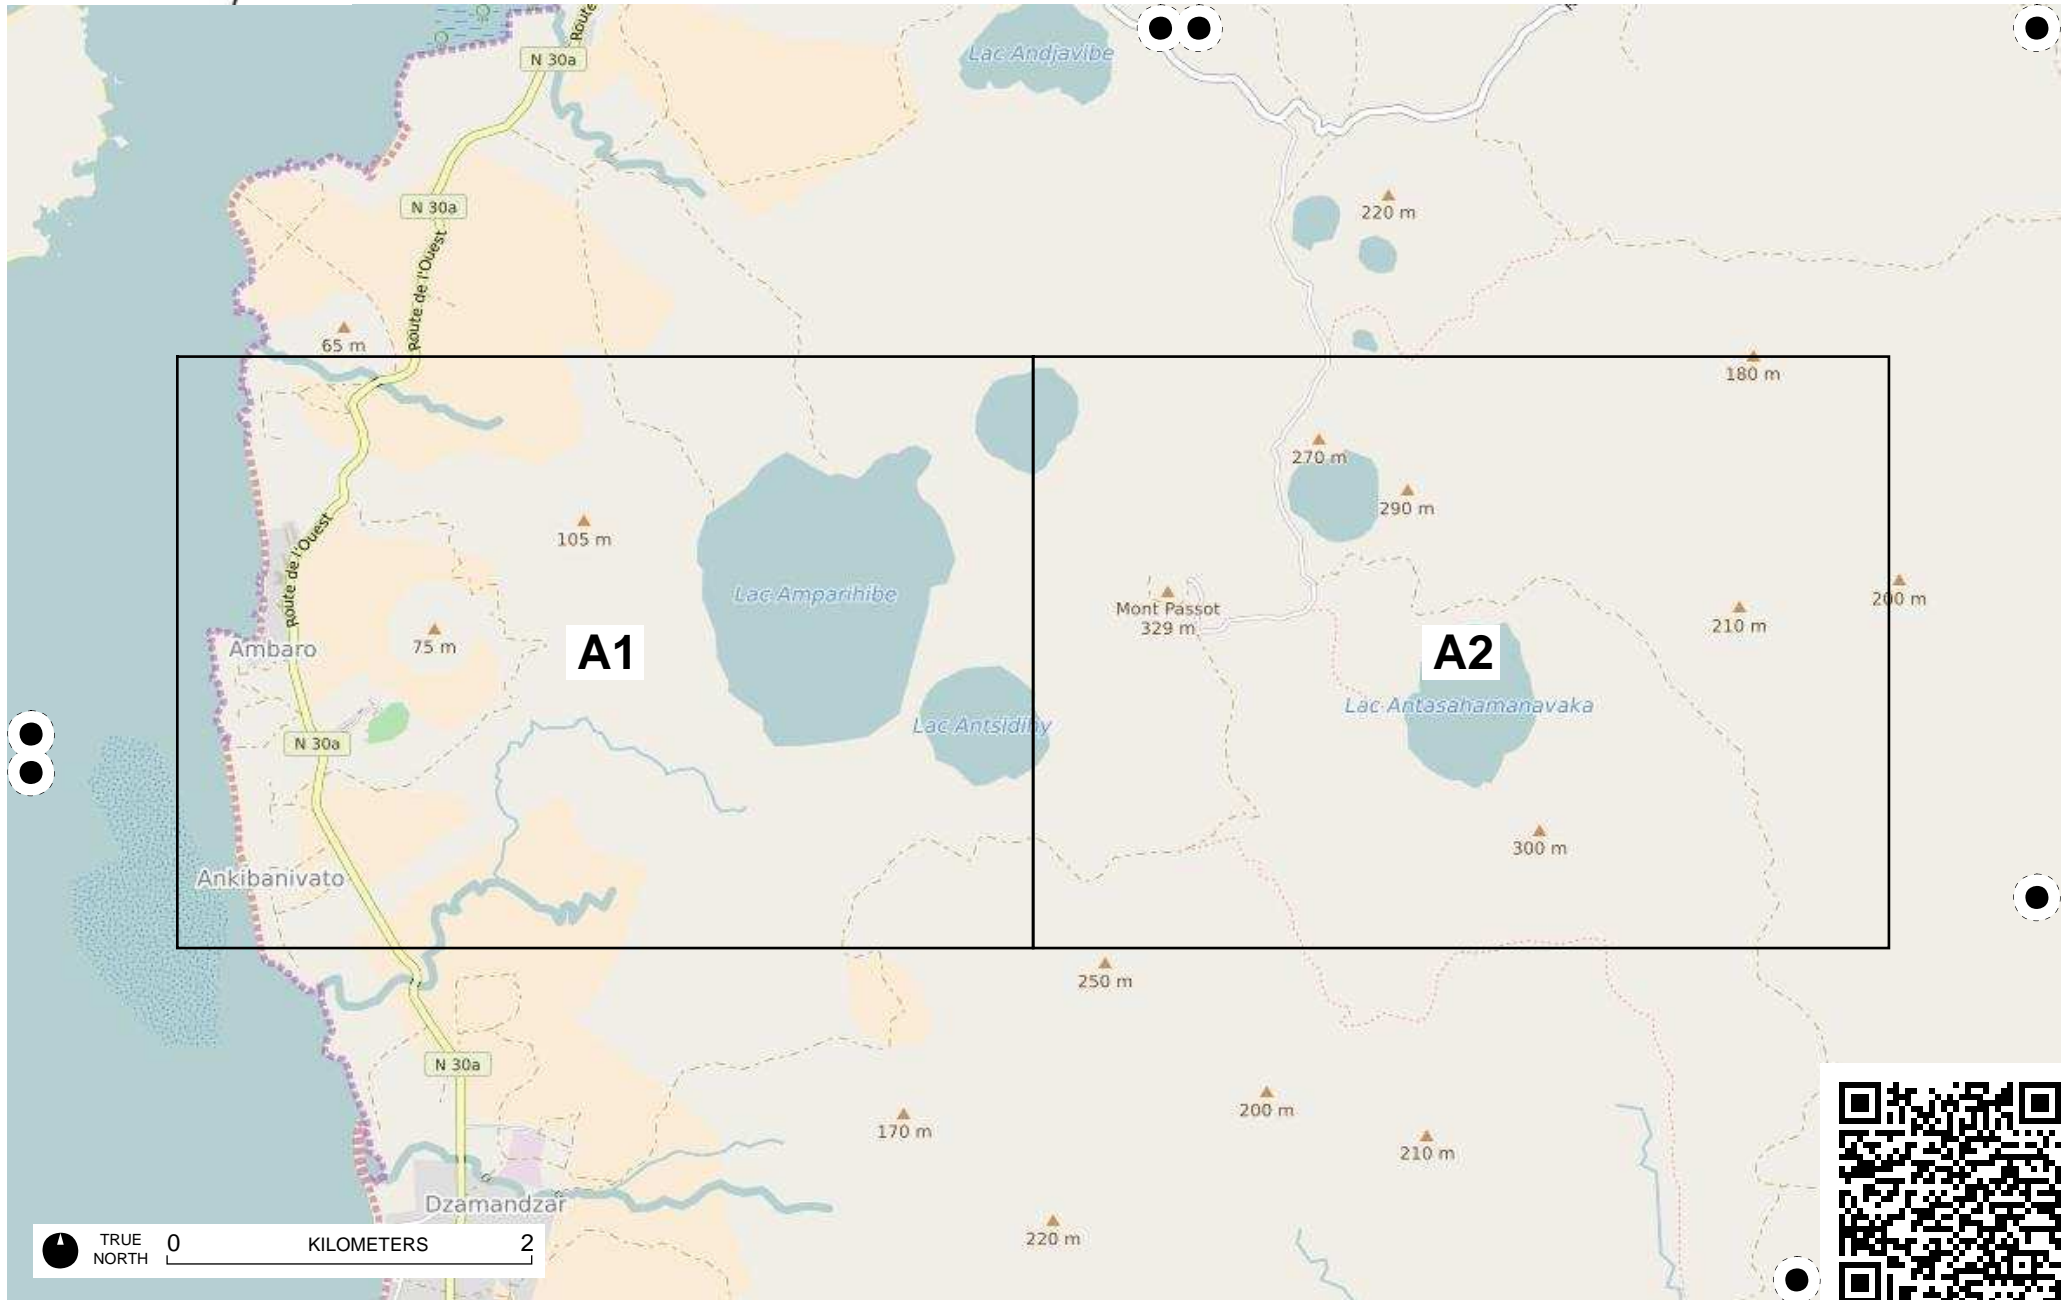 Route
N 30a
Lac Andjavibe
N 30a
220 m
Route de l'Ouest
65 m
180 m
270 m
290 m
105 m
Route de l'Ouest
Lac Amparihibe
200 m
Mont Passot
329 m
210 m
75 m
Ambaro
A1
A2
Lac Antasahamanavaka
Lac Antsidihy
N 30a
300 m
Ankibanivato
250 m
N 30a
200 m
170 m
210 m
Dzamandzar
220 m
TRUE
NORTH
0 KILOMETERS 2